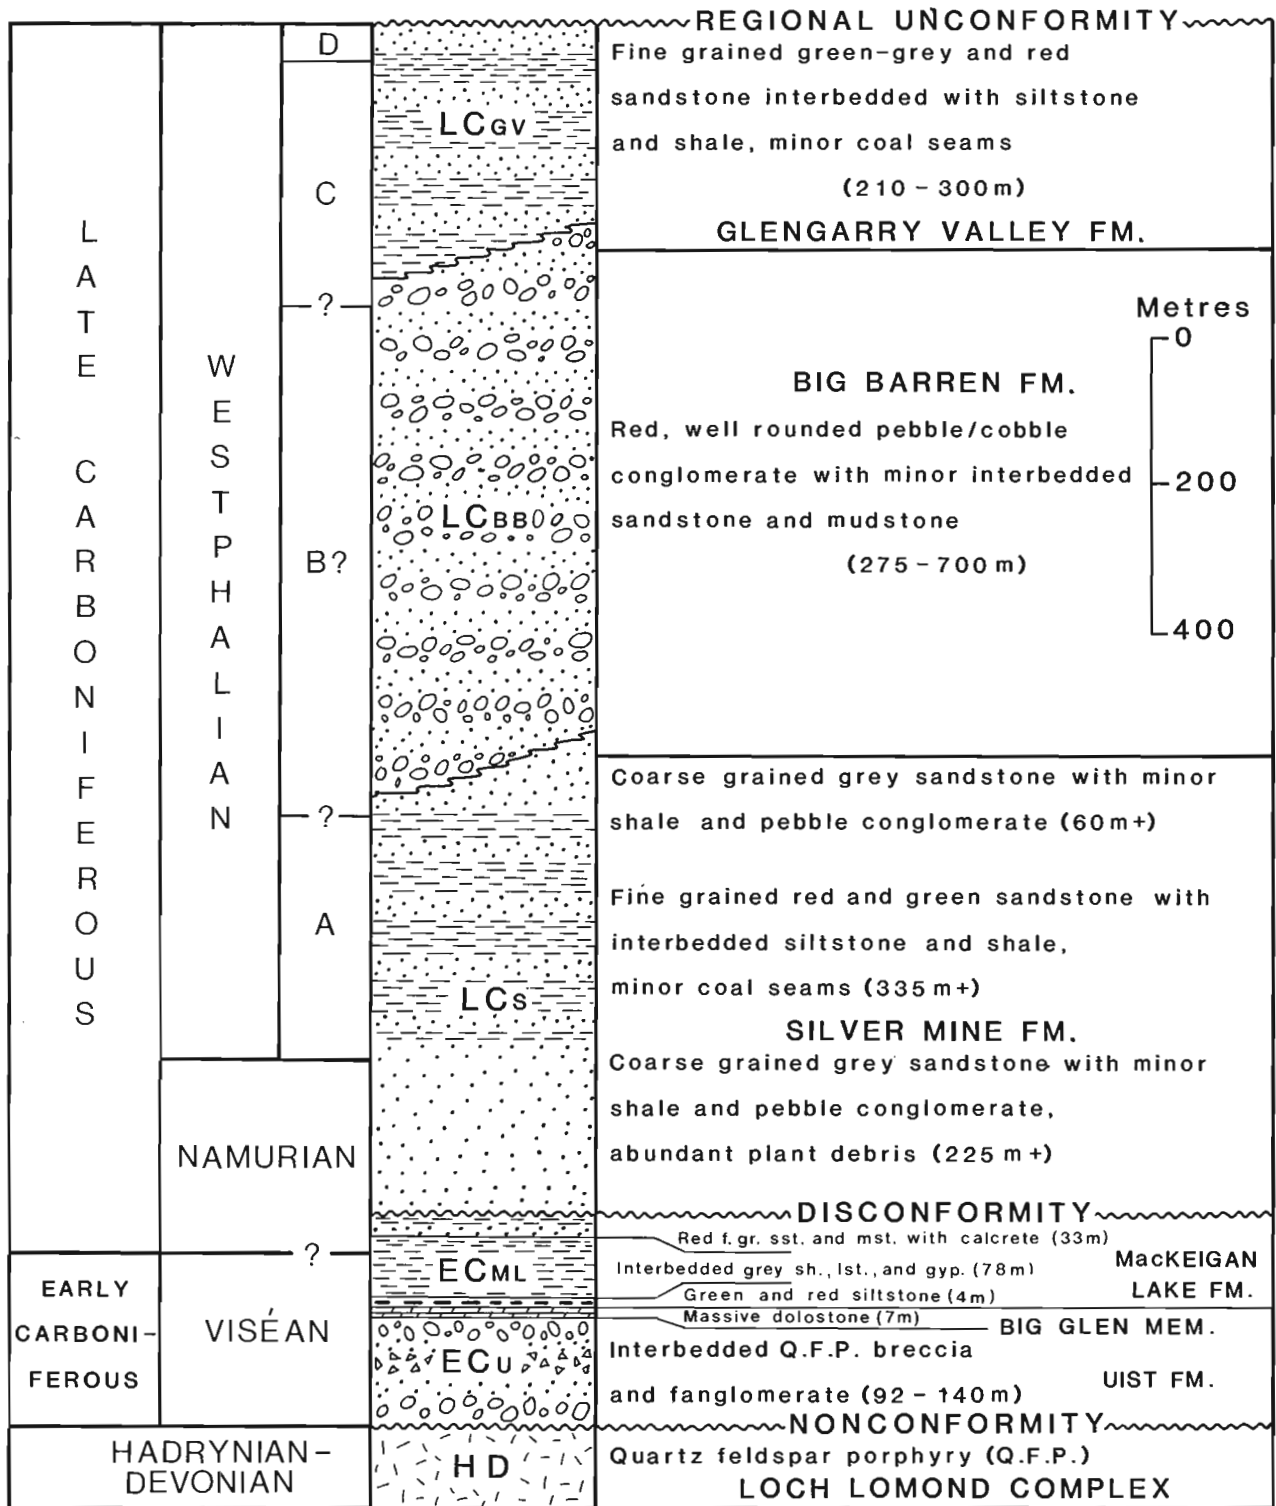 REGIONAL UNCONFORMITY
D
Fine grained green-grey and red
sandstone interbedded with siltstone
LCGV
and shale, minor coal seams
C
(210 - 300m)
GLENGARRY VALLEY FM.
LATE CARBONIFEROUS
?
Metres
0
WESTPHALIAN
BIG BARREN FM.
Red, well rounded pebble/cobble
conglomerate with minor interbedded
200
LCBB
sandstone and mudstone
B?
(275 - 700 m)
400
Coarse grained grey sandstone with minor
?
shale and pebble conglomerate (60m+)
Fine grained red and green sandstone with
A
interbedded siltstone and shale,
minor coal seams (335m+)
LCS
SILVER MINE FM.
Coarse grained grey sandstone with minor
shale and pebble conglomerate,
NAMURIAN
abundant plant debris (225 m+)
DISCONFORMITY
Red f. gr. sst. and mst. with calcrete (33m)
?
MacKEIGAN
ECML
Interbedded grey sh., lst., and gyp. (78m)
EARLY
Green and red siltstone (4m)
LAKE FM.
Massive dolostone (7m)
CARBONI-
VISÉAN
BIG GLEN MEM.
Interbedded Q.F.P. breccia
ECU
FEROUS
UIST FM.
and fanglomerate (92 - 140m)
NONCONFORMITY
HADRYNIAN-
DEVONIAN
HD
Quartz feldspar porphyry (Q.F.P.)
LOCH LOMOND COMPLEX